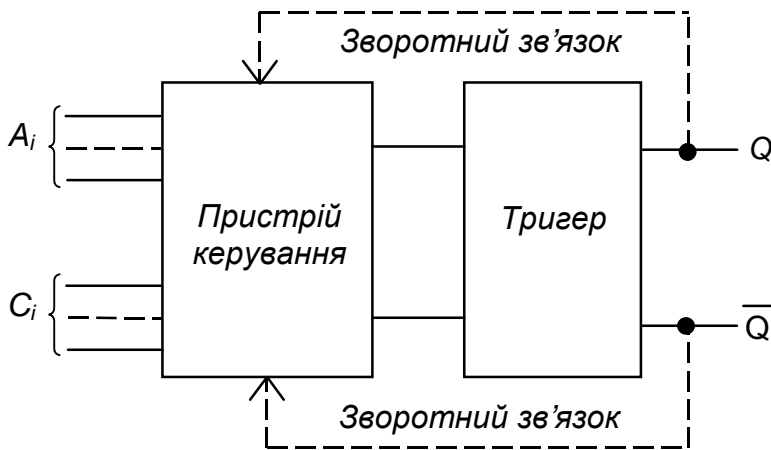 Зворотний зв’язок
Ai
Q
Пристрій
керування
Тригер
Ci
Q̅
Зворотний зв’язок